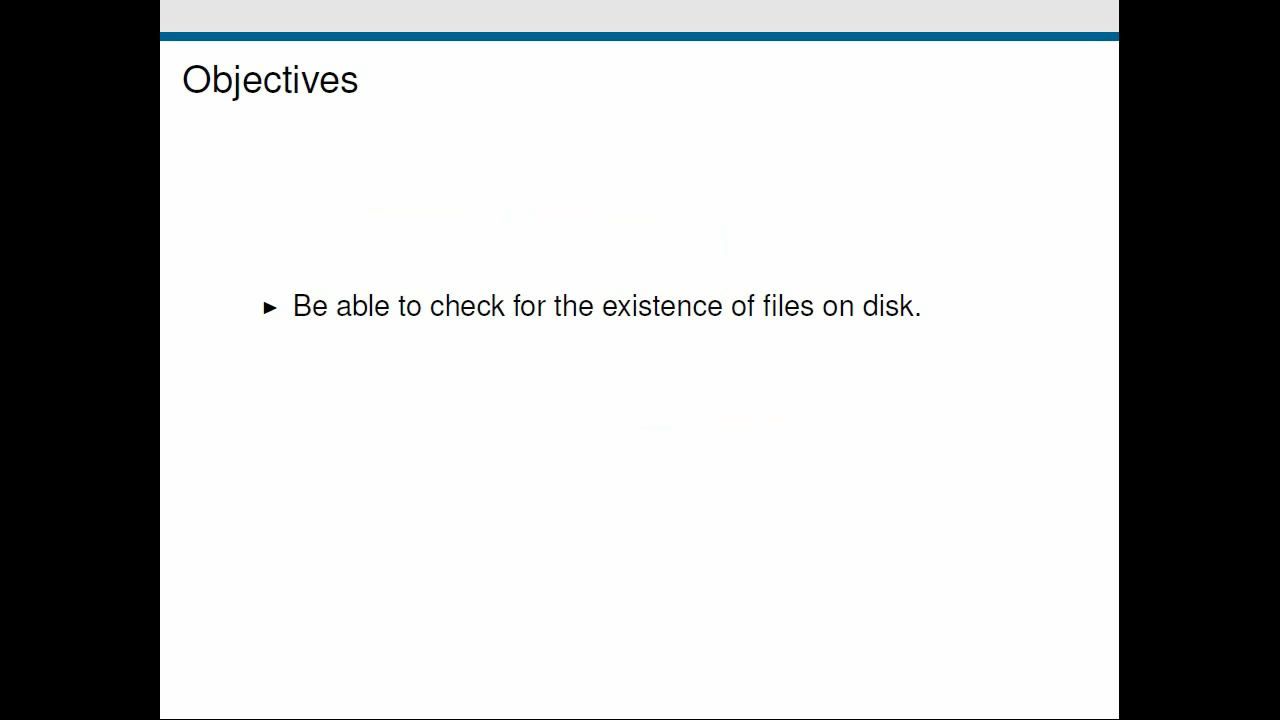 Objectives
► Be able to check for the existence of files on disk.